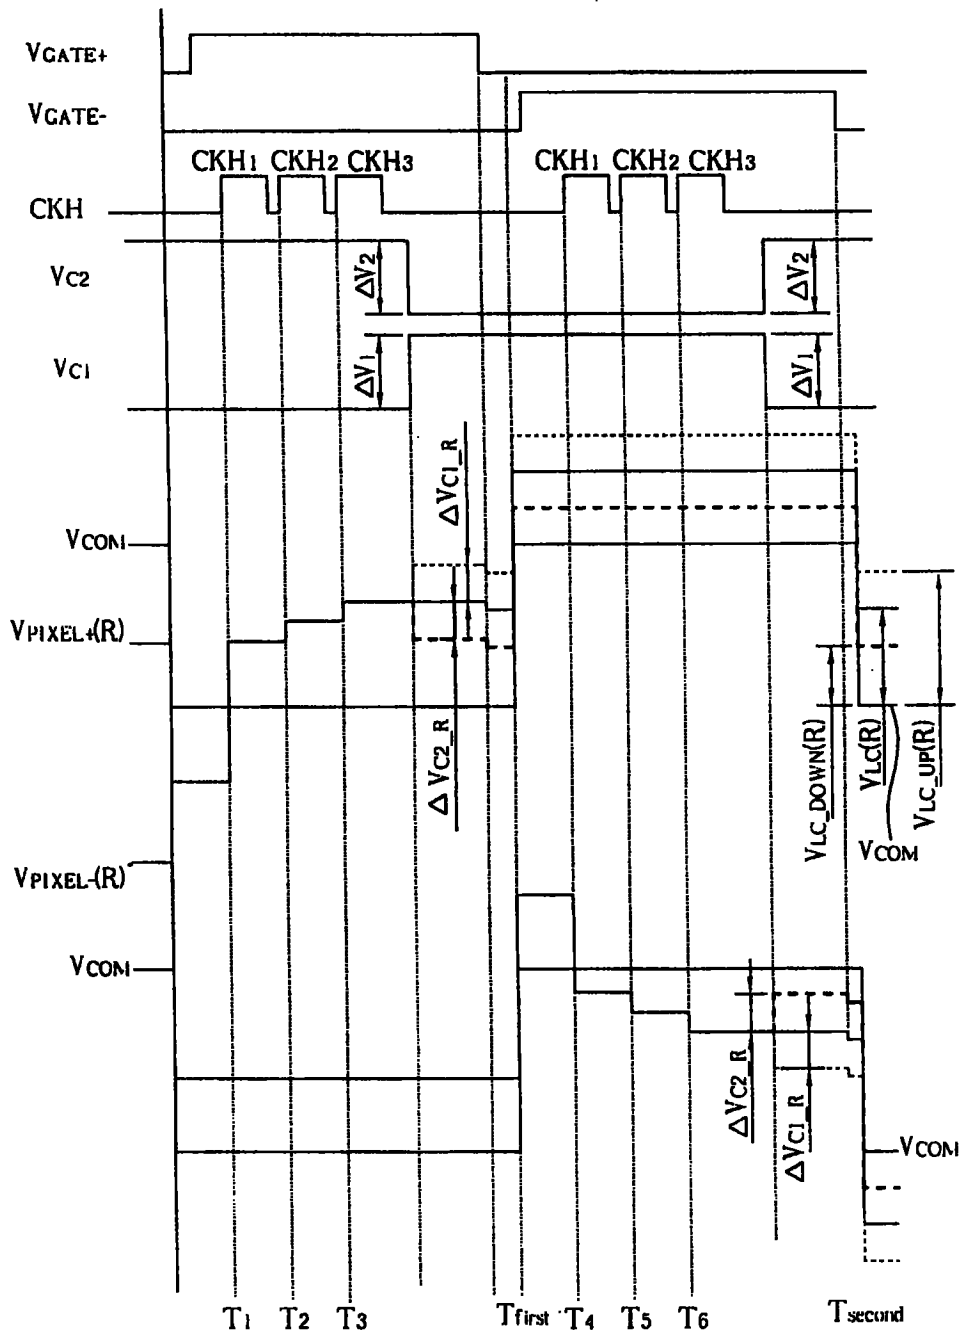 VGATE+
VGATE-
CKH1 CKH2 CKH3 CKH1 CKH2 CKH3
CKH
VC2 ΔV2 ΔV2
VC1 ΔV1 ΔV1
ΔVC1_R
VCOM
VPIXEL+(R)
ΔVC2_R
VLC_DOWN(R) VLC(R) VLC_UP(R)
VCOM
VPIXEL-(R)
VCOM
ΔVC2_R ΔVC1_R
VCOM
T1 T2 T3 Tfirst T4 T5 T6 Tsecond